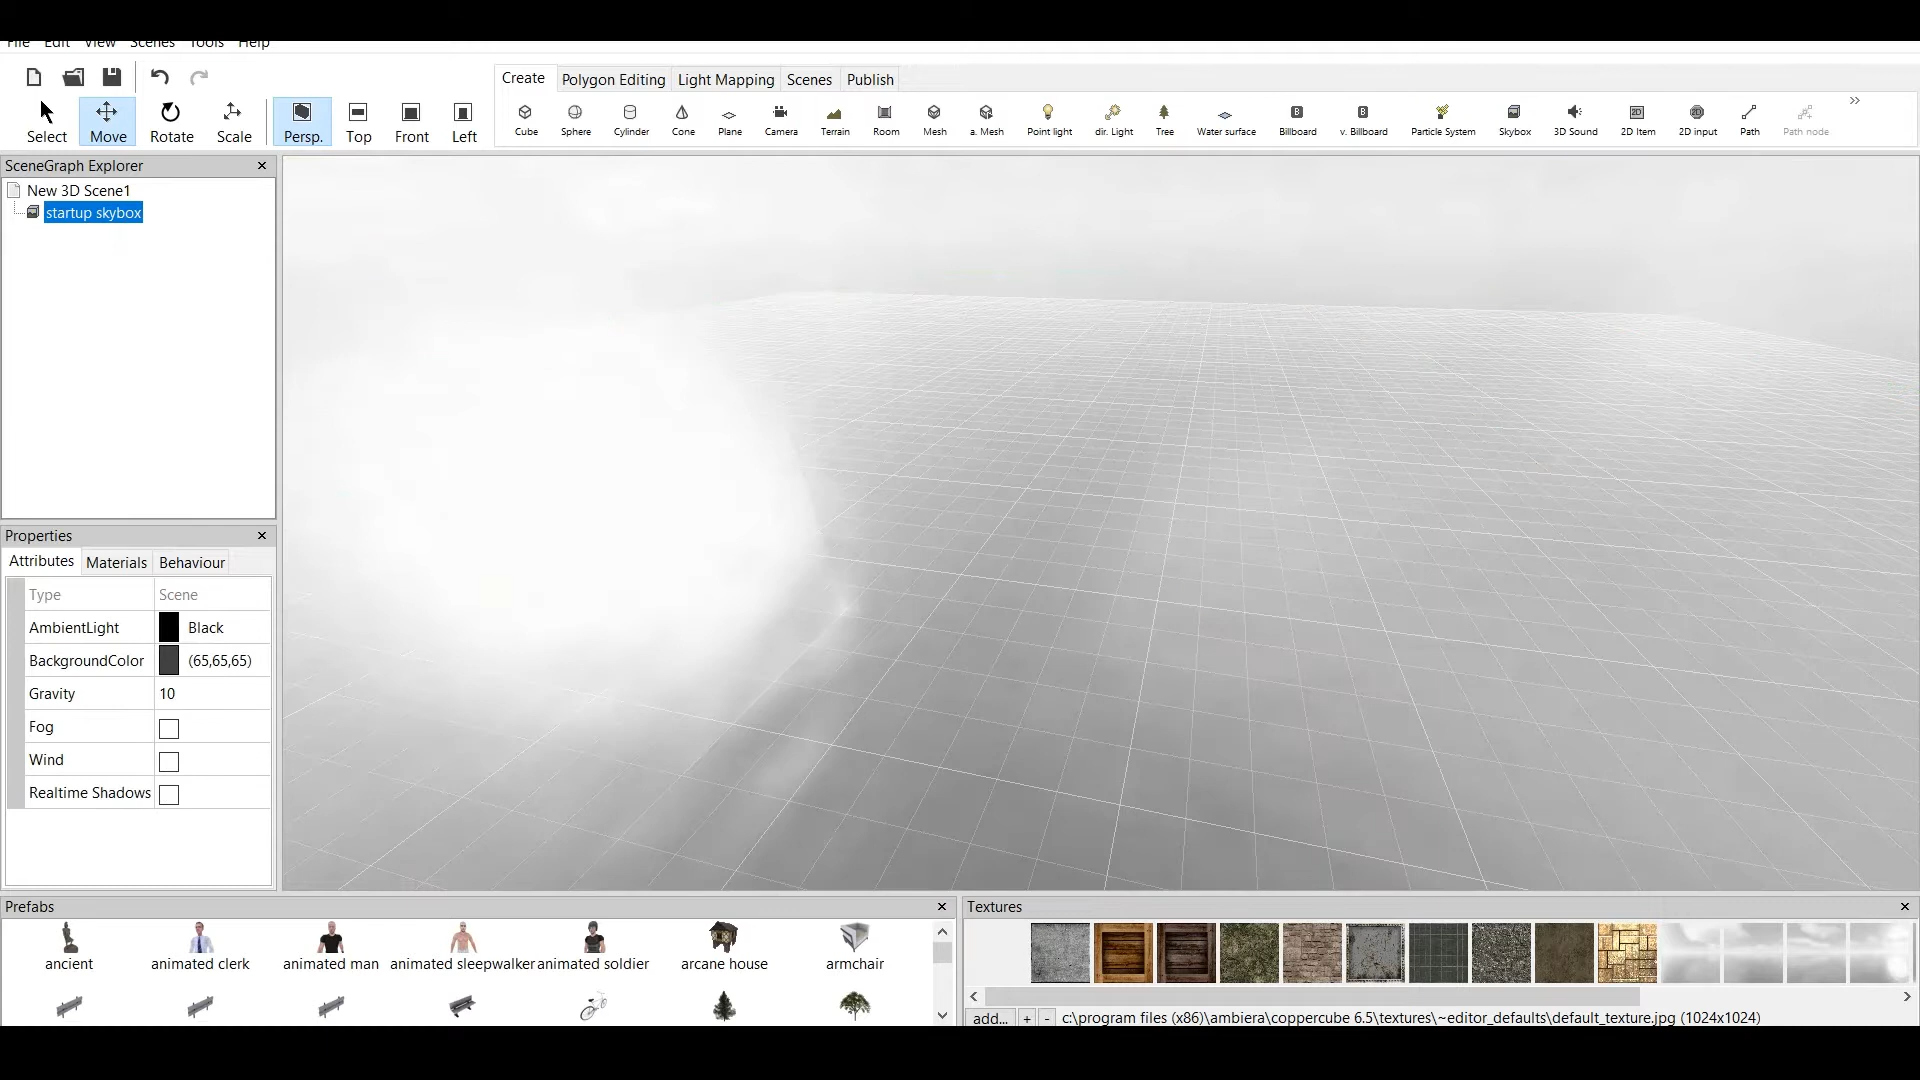 File Edit View Scenes Tools Help
Create Polygon Editing Light Mapping Scenes Publish
Select Move Rotate Scale Persp. Top Front Left
Cube Sphere Cylinder Cone Plane Camera Terrain Room Mesh a. Mesh Point light dir. Light Tree Water surface Billboard v. Billboard Particle System Skybox 3D Sound 2D Item 2D input Path Path node
SceneGraph Explorer
New 3D Scene1
startup skybox
Properties
Attributes Materials Behaviour
Type Scene
AmbientLight Black
BackgroundColor (65,65,65)
Gravity 10
Fog
Wind
Realtime Shadows
Prefabs
ancient animated clerk animated man animated sleepwalker animated soldier arcane house armchair
Textures
add... + - c:\program files (x86)\ambiera\coppercube 6.5\textures\~editor_defaults\default_texture.jpg (1024x1024)